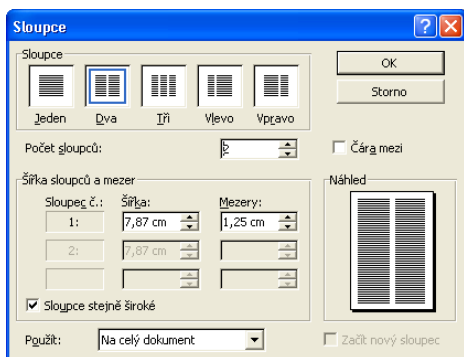 Sloupce
Sloupce
OK
Storno
Jeden Dva Tři Vlevo Vpravo
Počet sloupců:
Čára mezi
Šířka sloupců a mezer
Náhled
Sloupec č.: Šířka: Mezery:
1: 7,87 cm 1,25 cm
2: 7,87 cm
Sloupce stejně široké
Použít: Na celý dokument
Začít nový sloupec